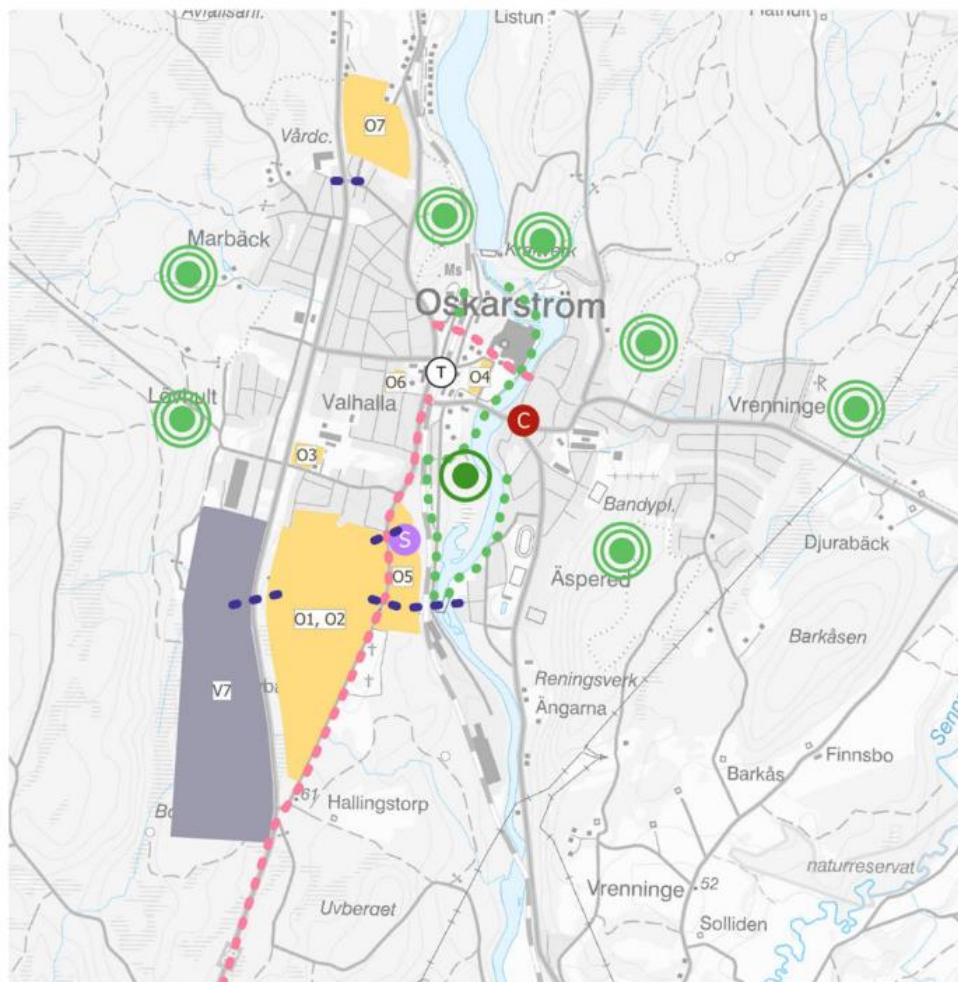 Listun
O7
Vårdc.
Marbäck
Kraftverk
Ms
Oskarström
T
O6
O4
Valhalla
Vrenninge
Lövhult
C
O3
Bandypl.
S
Djurabäck
O5
Äspered
O1, O2
Barkåsen
Reningsverk
V7
Ängarna
Finnsbo
Barkås
61
Hallingstorp
naturreservat
Vrenninge
52
Uvberget
Solliden